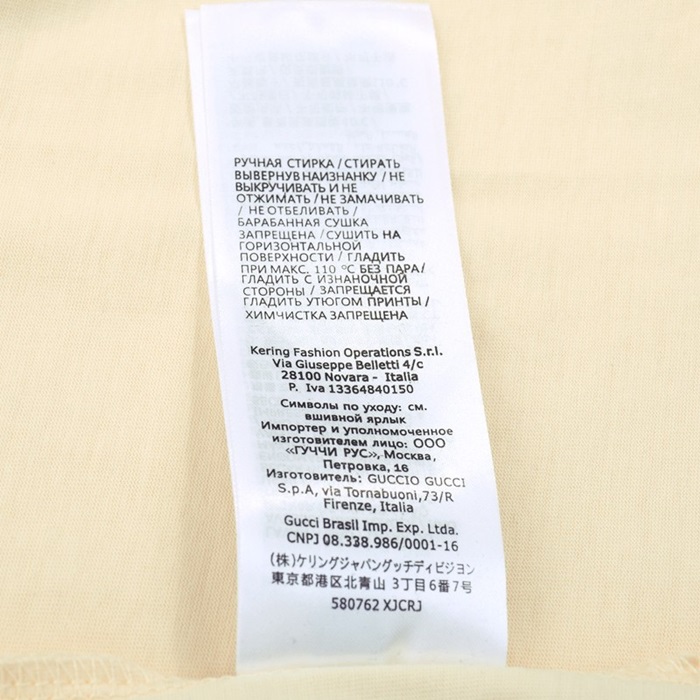 РУЧНАЯ СТИРКА / СТИРАТЬ
ВЫВЕРНУВ НАИЗНАНКУ / НЕ
ВЫКРУЧИВАТЬ И НЕ
ОТЖИМАТЬ / НЕ ЗАМАЧИВАТЬ
/ НЕ ОТБЕЛИВАТЬ /
БАРАБАННАЯ СУШКА
ЗАПРЕЩЕНА / СУШИТЬ НА
ГОРИЗОНТАЛЬНОЙ
ПОВЕРХНОСТИ / ГЛАДИТЬ
ПРИ МАКС. 110 °C БЕЗ ПАРА/
ГЛАДИТЬ С ИЗНАНОЧНОЙ
СТОРОНЫ / ЗАПРЕЩАЕТСЯ
ГЛАДИТЬ УТЮГОМ ПРИНТЫ /
ХИМЧИСТКА ЗАПРЕЩЕНА
Kering Fashion Operations S.r.l.
Via Giuseppe Belletti 4/c
28100 Novara - Italia
P. Iva 13364840150
Символы по уходу: см.
вшивной ярлык
Импортер и уполномоченное
изготовителем лицо: ООО
«ГУЧЧИ РУС», Москва,
Петровка, 16
Изготовитель: GUCCIO GUCCI
S.p.A, via Tornabuoni,73/R
Firenze, Italia
Gucci Brasil Imp. Exp. Ltda.
CNPJ 08.338.986/0001-16
(株)ケリングジャパングッチディビジョン
東京都港区北青山 3丁目6番7号
580762 XJCRJ